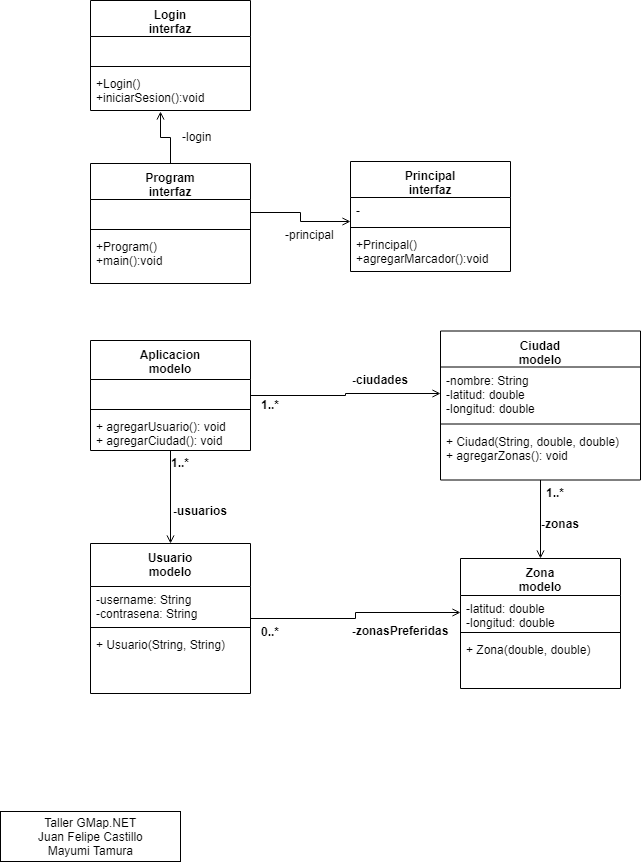 Login
interfaz
+Login()
+iniciarSesion():void
-login
Program
interfaz
+Program()
+main():void
-principal
Principal
interfaz
-
+Principal()
+agregarMarcador():void
Aplicacion
modelo
+ agregarUsuario(): void
+ agregarCiudad(): void
-ciudades
1..*
Ciudad
modelo
-nombre: String
-latitud: double
-longitud: double
+ Ciudad(String, double, double)
+ agregarZonas(): void
1..*
-usuarios
1..*
-zonas
Usuario
modelo
-username: String
-contrasena: String
+ Usuario(String, String)
0..*
-zonasPreferidas
Zona
modelo
-latitud: double
-longitud: double
+ Zona(double, double)
Taller GMap.NET
Juan Felipe Castillo
Mayumi Tamura